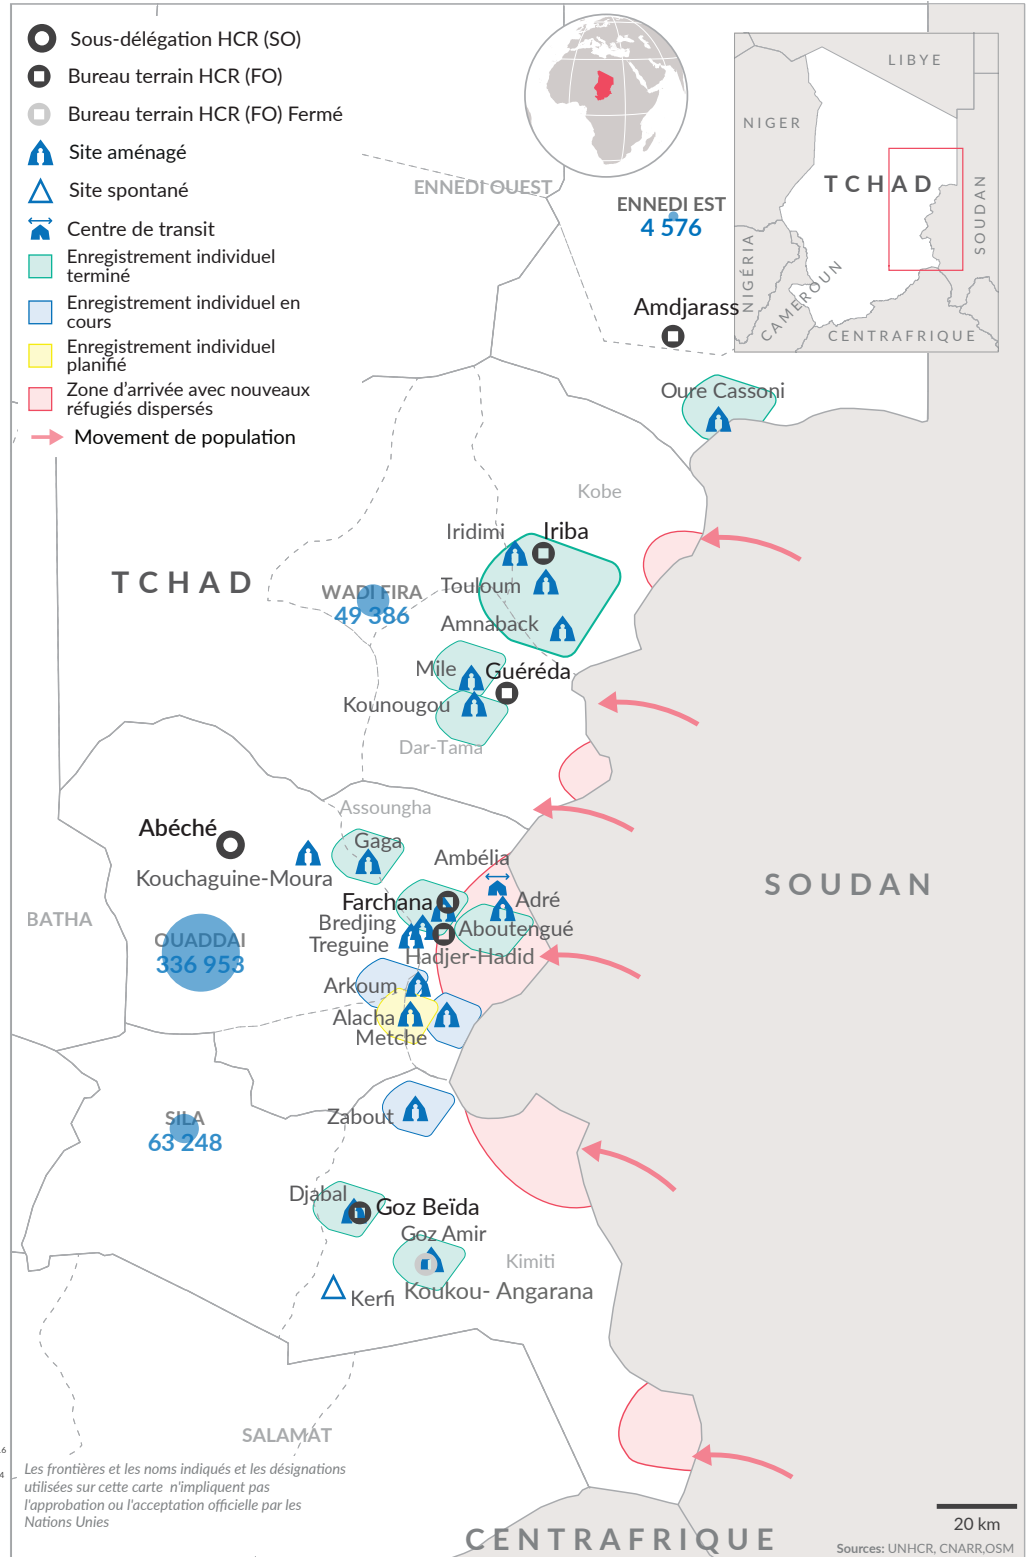 Sous-délégation HCR (SO)
Bureau terrain HCR (FO)
Bureau terrain HCR (FO) Fermé
Site aménagé
Site spontané
Centre de transit
Enregistrement individuel
terminé
Enregistrement individuel en
cours
Enregistrement individuel
planifié
Zone d'arrivée avec nouveaux
réfugiés dispersés
Movement de population
LIBYE
NIGER
TCHAD
SOUDAN
NIGÉRIA
CAMEROUN
CENTRAFRIQUE
ENNEDI OUEST
ENNEDI EST
4 576
Amdjarass
Oure Cassoni
Kobe
Iridimi
Iriba
TCHAD
Touloum
WADI FIRA
49 386
Amnaback
Mile
Guéréda
Kounougou
Dar-Tama
Assoungha
Abéché
Gaga
Ambélia
Kouchaguine-Moura
SOUDAN
Farchana
Adré
BATHA
Bredjing
Aboutengué
Treguine
OUADDAI
336 953
Hadjer-Hadid
Arkoum
Alacha
Metche
Zabout
SILA
63 248
Djabal
Goz Beïda
Goz Amir
Kimiti
Koukou- Angarana
Kerfi
SALAMAT
Les frontières et les noms indiqués et les désignations
utilisées sur cette carte n'impliquent pas
l'approbation ou l'acceptation officielle par les
Nations Unies
CENTRAFRIQUE
20 km
Sources: UNHCR, CNARR,OSM